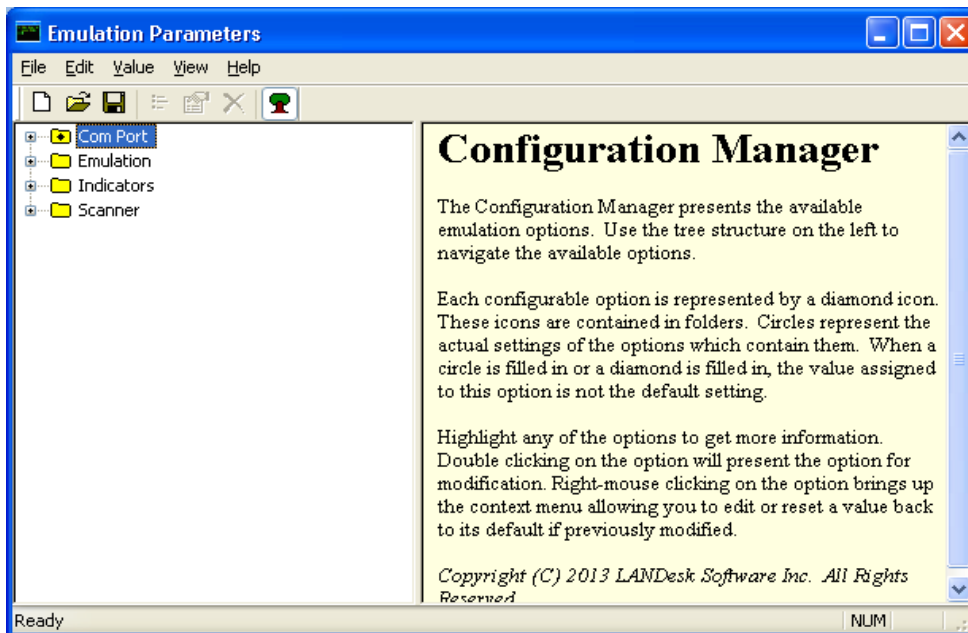 Emulation Parameters
File Edit Value View Help
Com Port
Emulation
Indicators
Scanner
Configuration Manager
The Configuration Manager presents the available
emulation options. Use the tree structure on the left to
navigate the available options.
Each configurable option is represented by a diamond icon.
These icons are contained in folders. Circles represent the
actual settings of the options which contain them. When a
circle is filled in or a diamond is filled in, the value assigned
to this option is not the default setting.
Highlight any of the options to get more information.
Double clicking on the option will present the option for
modification. Right-mouse clicking on the option brings up
the context menu allowing you to edit or reset a value back
to its default if previously modified.
Copyright (C) 2013 LANDesk Software Inc. All Rights
Reserved
Ready NUM